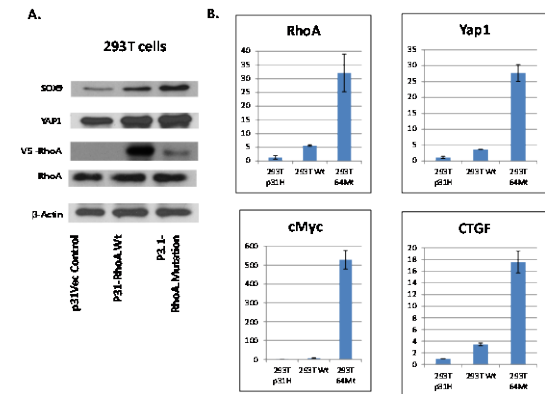 A.
293T cells
SOX9
YAP1
V5 -RhoA
RhoA
β-Actin
p31Vec Control
P31-RhoA.Wt
P3.1-
RhoA.Mutation
B.
RhoA
40
35
30
25
20
15
10
5
0
293T
p31H
293T Wt
293T
64Mt
Yap1
35
30
25
20
15
10
5
0
293T
p31H
293T Wt
293T
64Mt
cMyc
600
500
400
300
200
100
0
293T
p31H
293T Wt
293T
64Mt
CTGF
20
18
16
14
12
10
8
6
4
2
0
293T
p31H
293T Wt
293T
64Mt